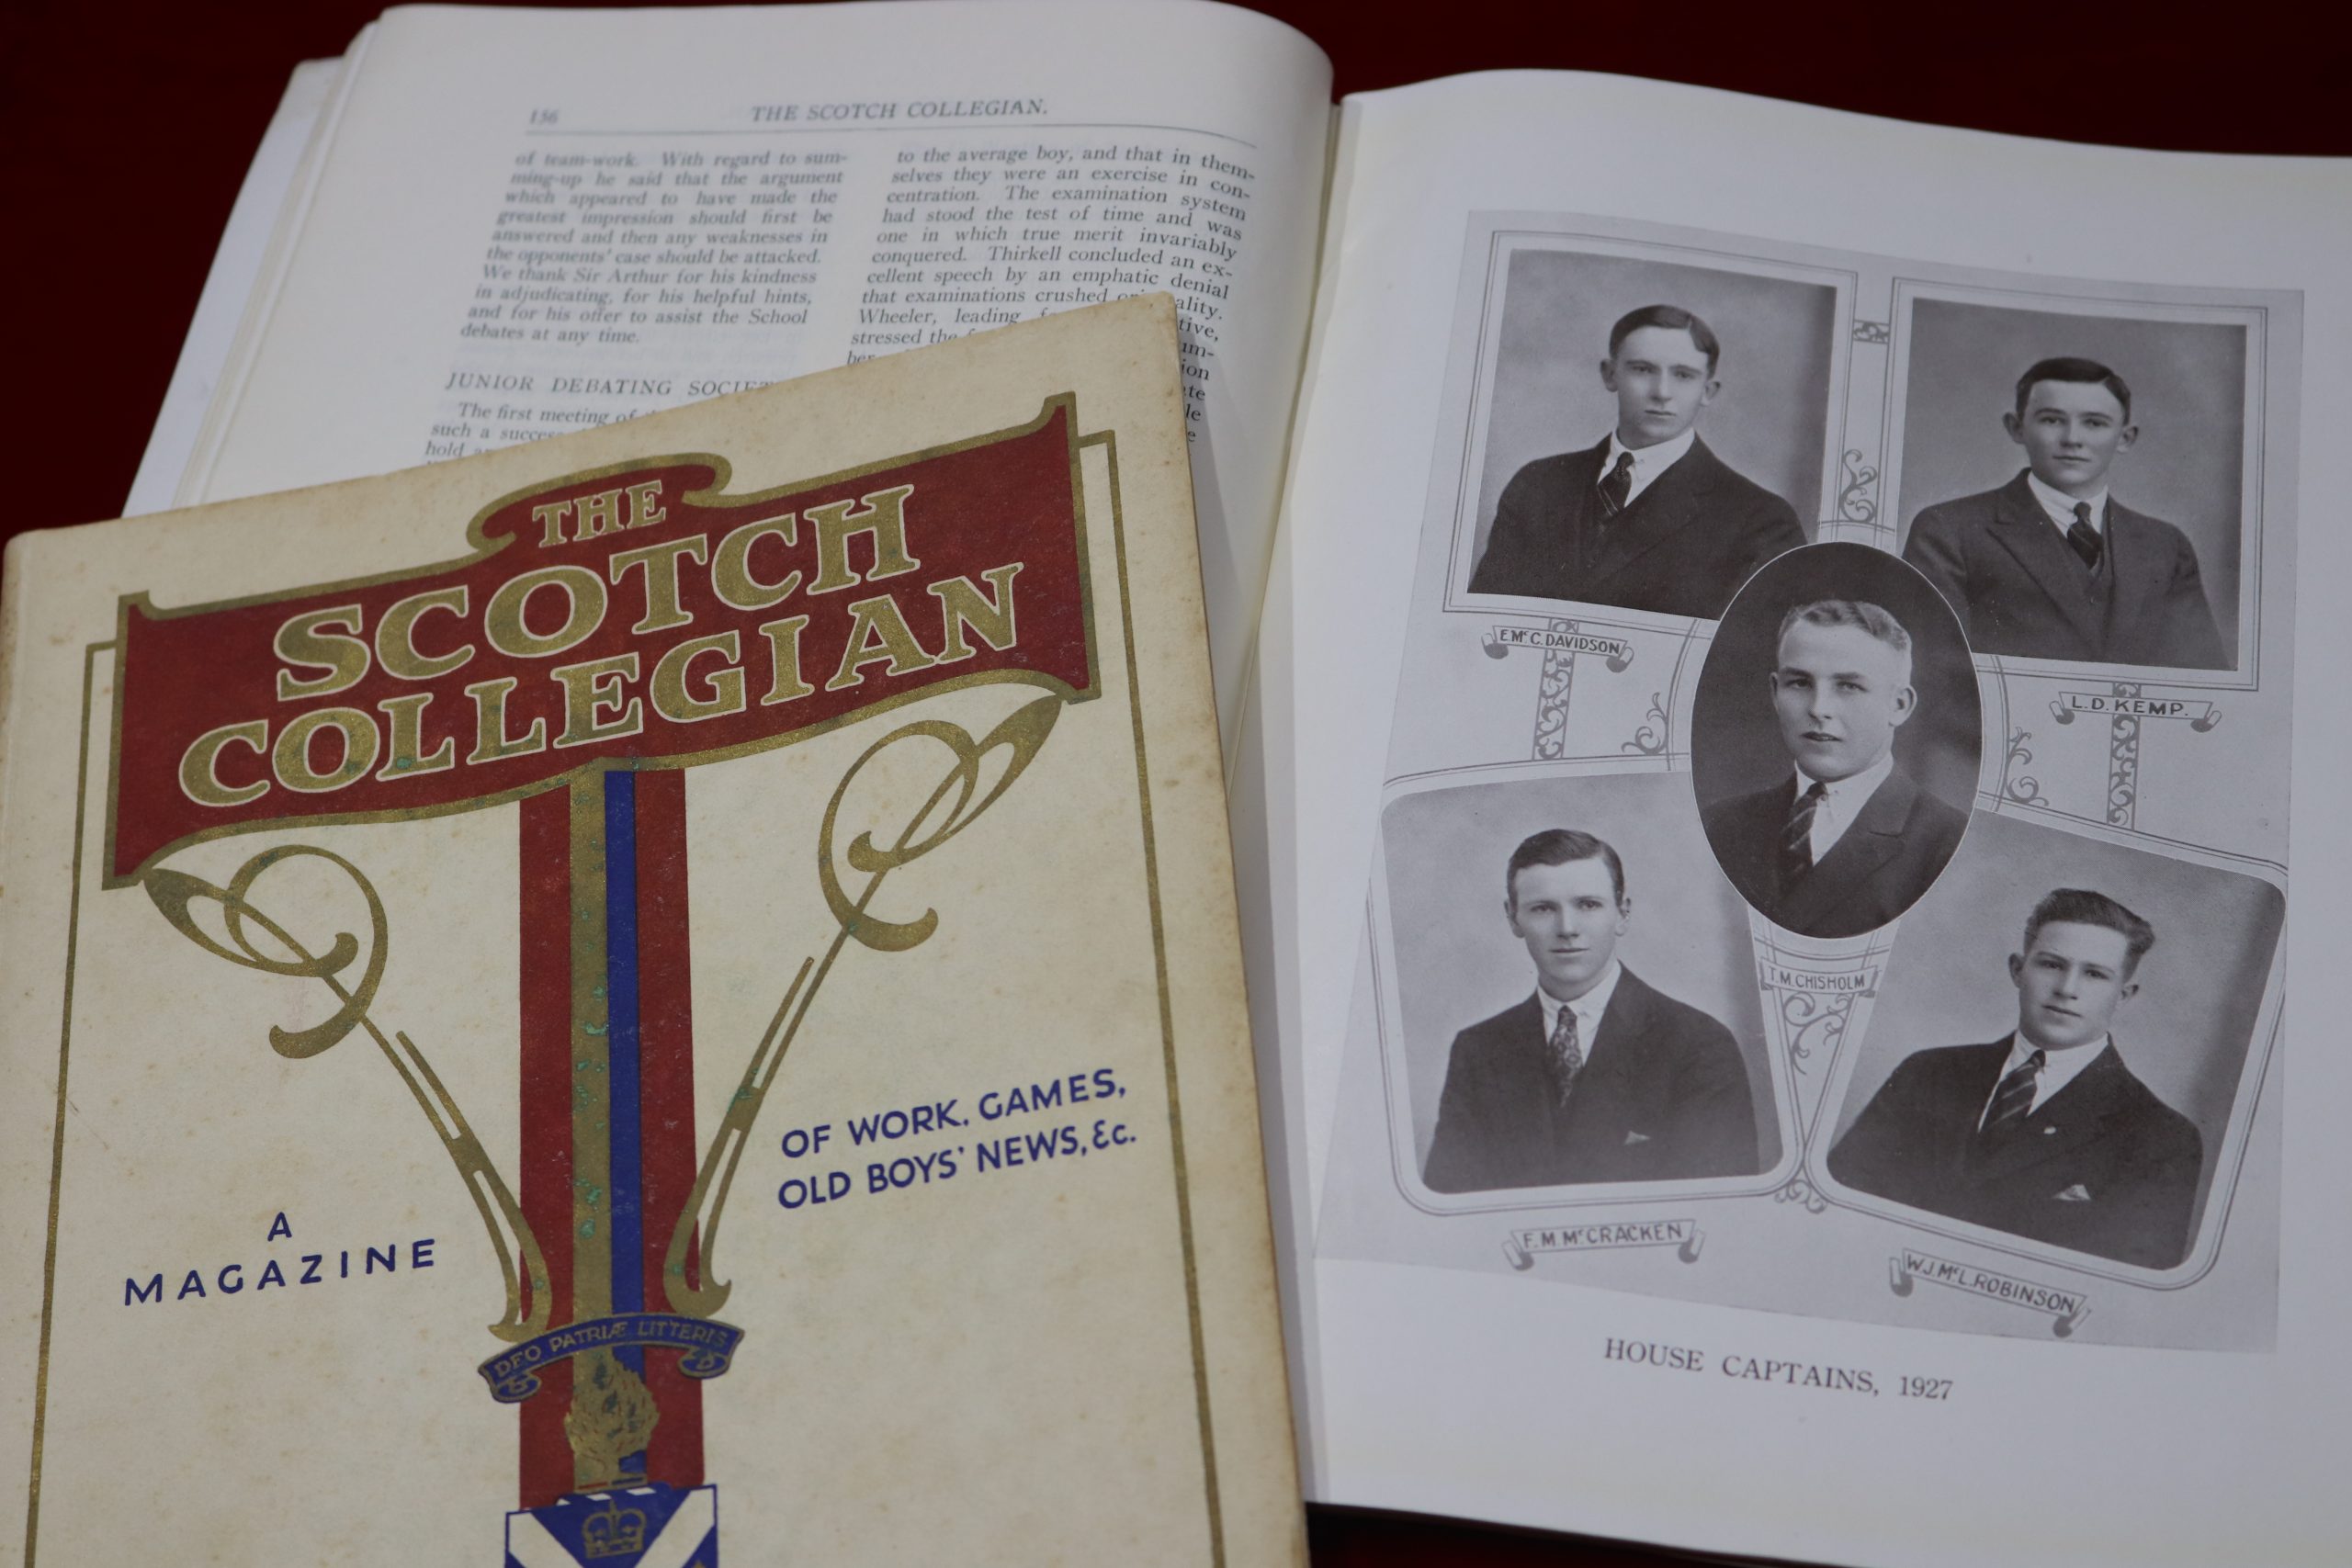 156
THE SCOTCH COLLEGIAN.
of team-work. With regard to sum-
ming-up he said that the argument
which appeared to have made the
greatest impression should first be
answered and then any weaknesses in
the opponents' case should be attacked.
We thank Sir Arthur for his kindness
in adjudicating, for his helpful hints,
and for his offer to assist the School
debates at any time.
JUNIOR DEBATING
The first meeting of
such a
hold
to the average boy, and that in them-
selves they were an exercise in con-
centration. The examination system
had stood the test of time and was
one in which true merit invariably
conquered. Thirkell concluded an ex-
cellent speech by an emphatic denial
that examinations crushed
Wheeler, leading
stressed the
THE
SCOTCH
COLLEGIAN
A
MAGAZINE
OF WORK, GAMES,
OLD BOYS' NEWS, &c.
DEO PATRIÆ LITTERIS
E. McC. DAVIDSON
L.D. KEMP.
T.M. CHISHOLM
F.M McCRACKEN
W.J. McL. ROBINSON
HOUSE CAPTAINS, 1927